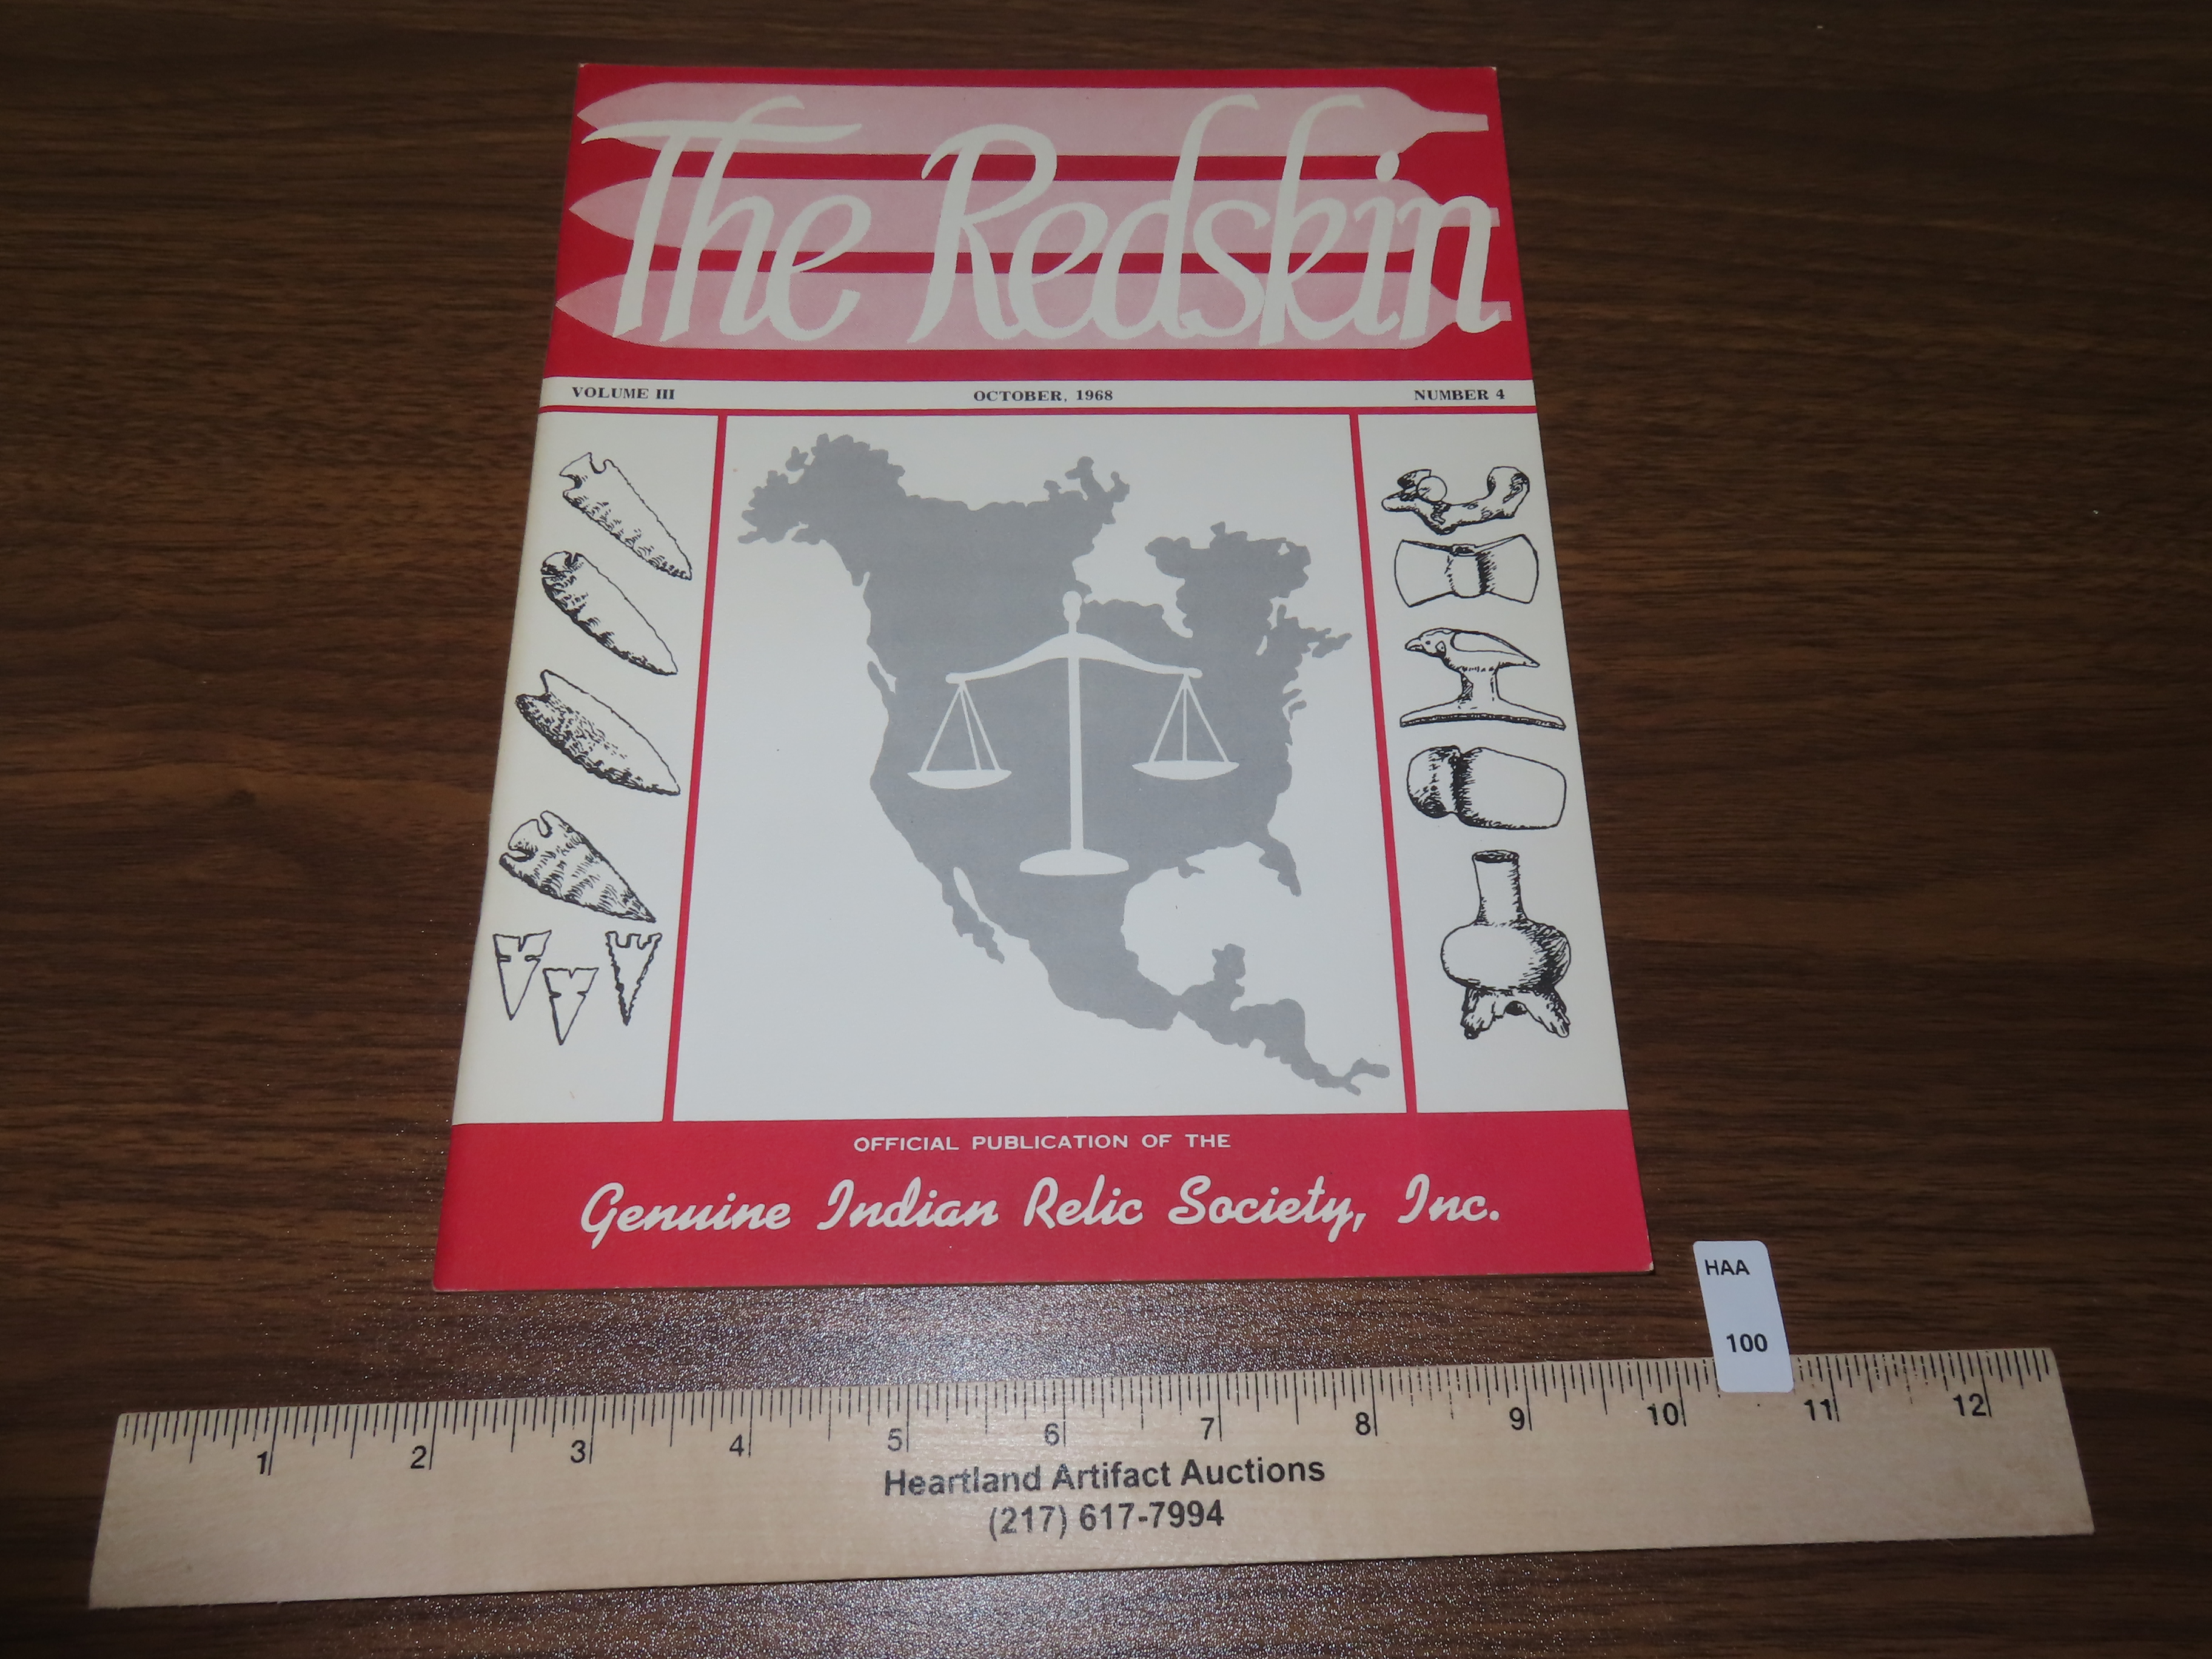 The Redskin
VOLUME III OCTOBER, 1968 NUMBER 4
OFFICIAL PUBLICATION OF THE
Genuine Indian Relic Society, Inc.
HAA
100
1 2 3 4 5 6 7 8 9 10 11 12
Heartland Artifact Auctions
(217) 617-7994